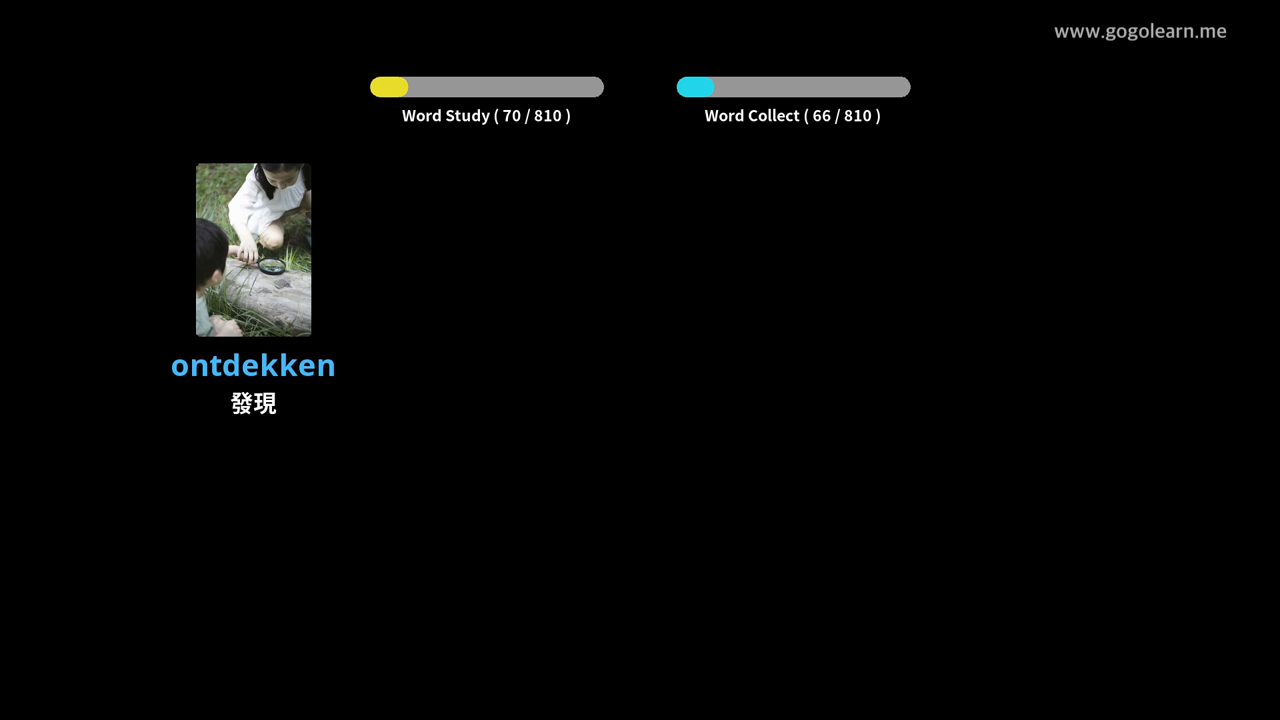 www.gogolearn.me
Word Study ( 70 / 810 )
Word Collect ( 66 / 810 )
ontdekken
發現